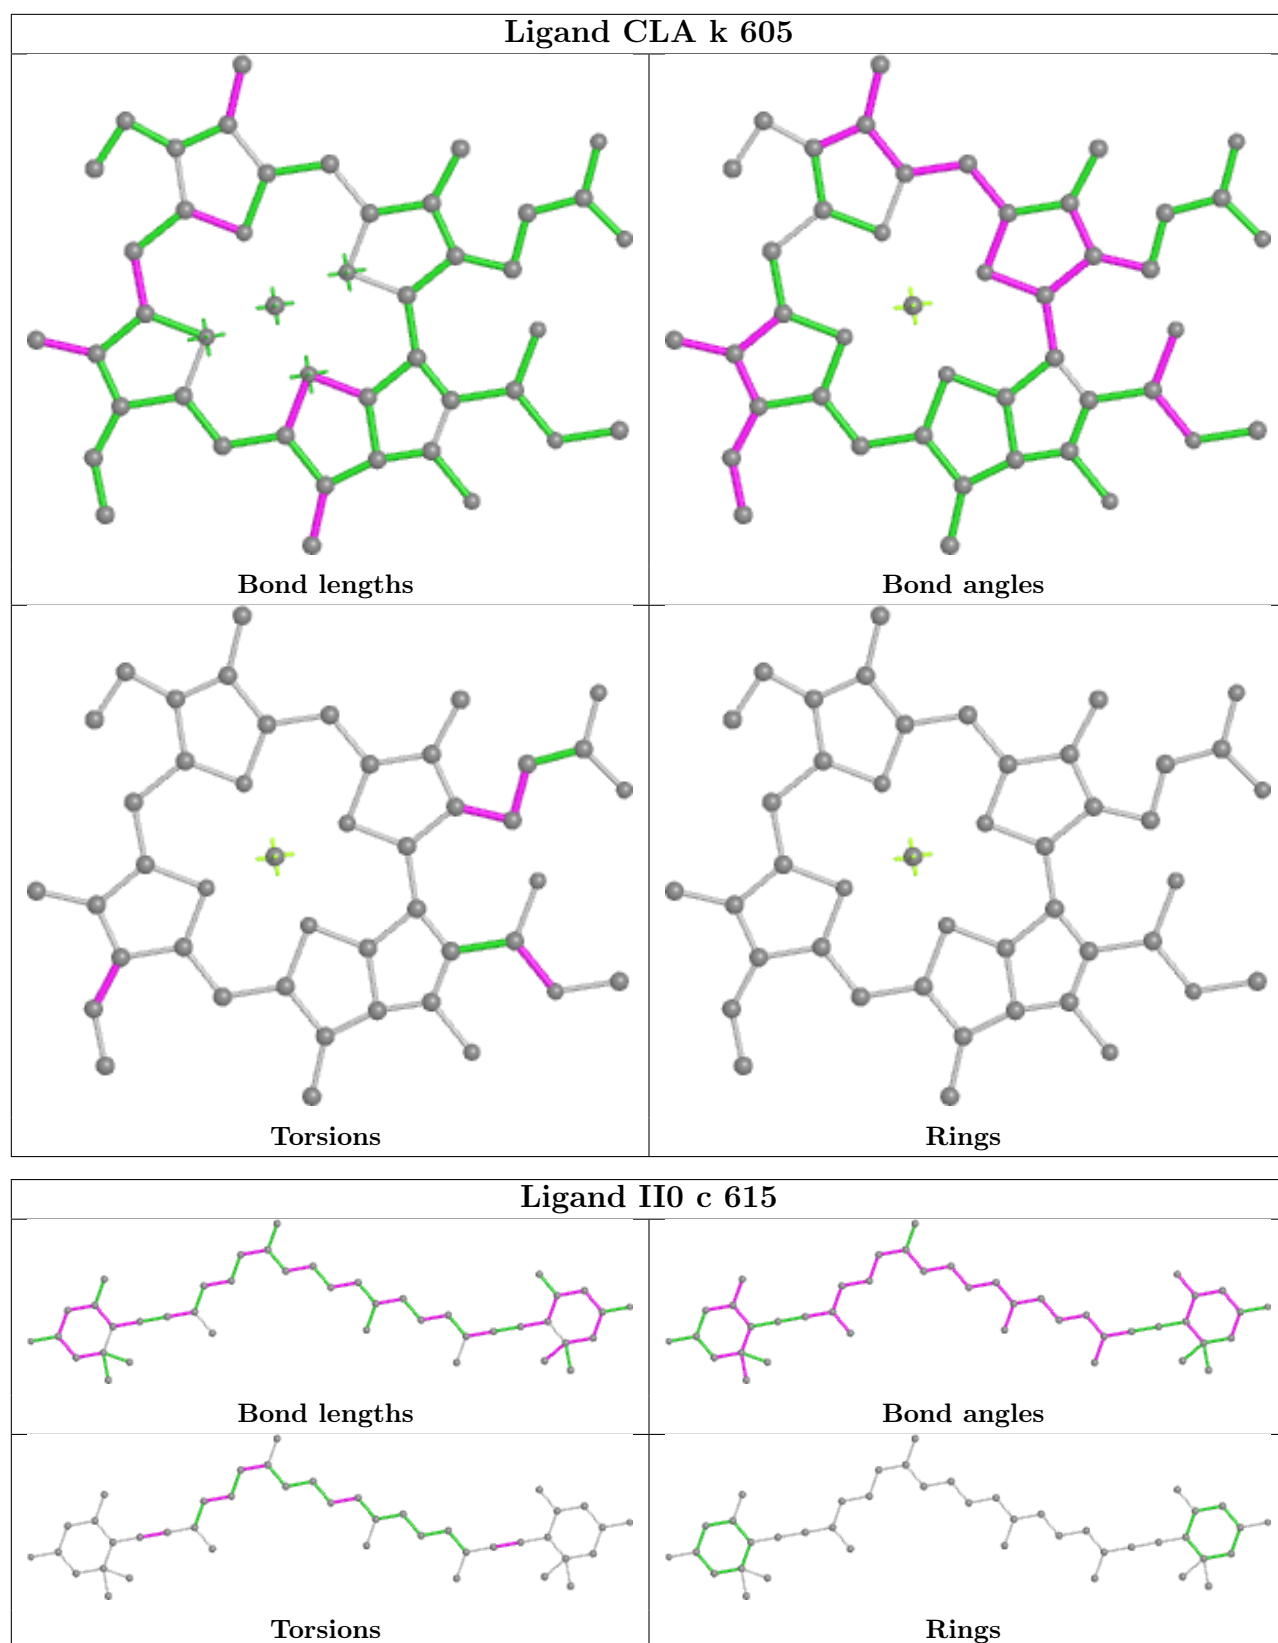 Ligand CLA k 605
Bond lengths
Bond angles
Torsions
Rings
Ligand II0 c 615
Bond lengths
Bond angles
Torsions
Rings